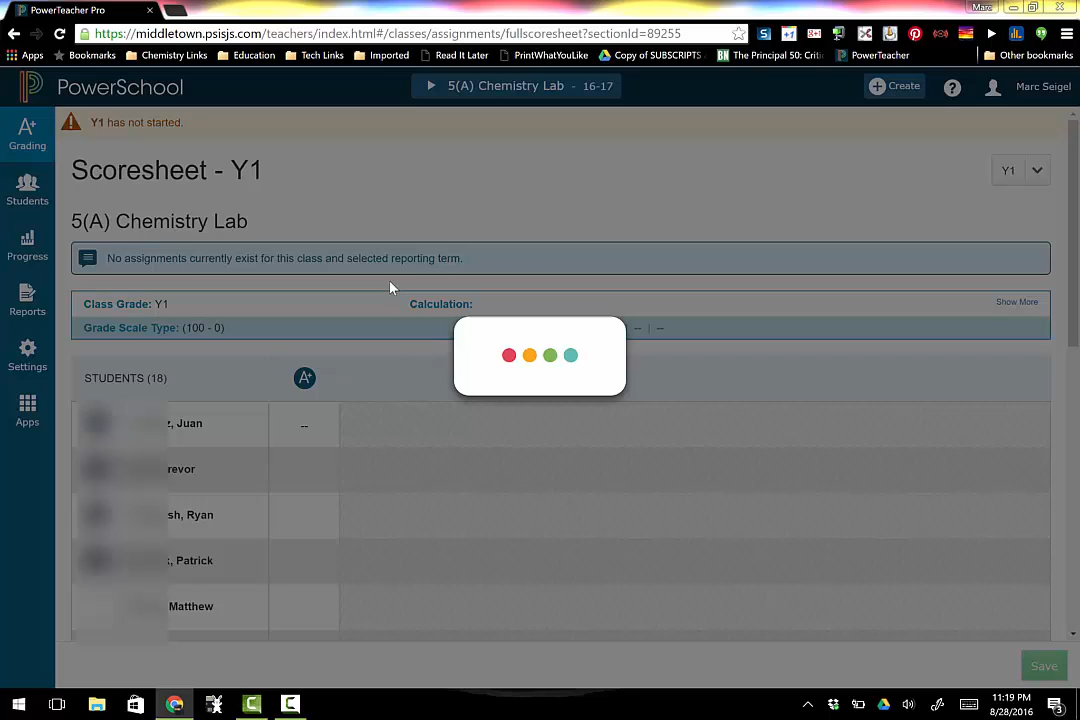 PowerTeacher Pro
Marc
https://middletown.psisjs.com/teachers/index.html#/classes/assignments/fullscoresheet?sectionId=89255
Apps Bookmarks Chemistry Links Education Tech Links Imported Read It Later PrintWhatYouLike Copy of SUBSCRIPTS The Principal 50: Criti PowerTeacher Other bookmarks
PowerSchool
5(A) Chemistry Lab - 16-17
Create
?
Marc Seigel
A+
Grading
Students
Progress
Reports
Settings
Apps
Y1 has not started.
Scoresheet - Y1
Y1
5(A) Chemistry Lab
No assignments currently exist for this class and selected reporting term.
Class Grade: Y1 Calculation: Show More
Grade Scale Type: (100 - 0) -- | --
STUDENTS (18) A+
z, Juan --
revor
sh, Ryan
k, Patrick
Matthew
Save
11:19 PM
8/28/2016
3